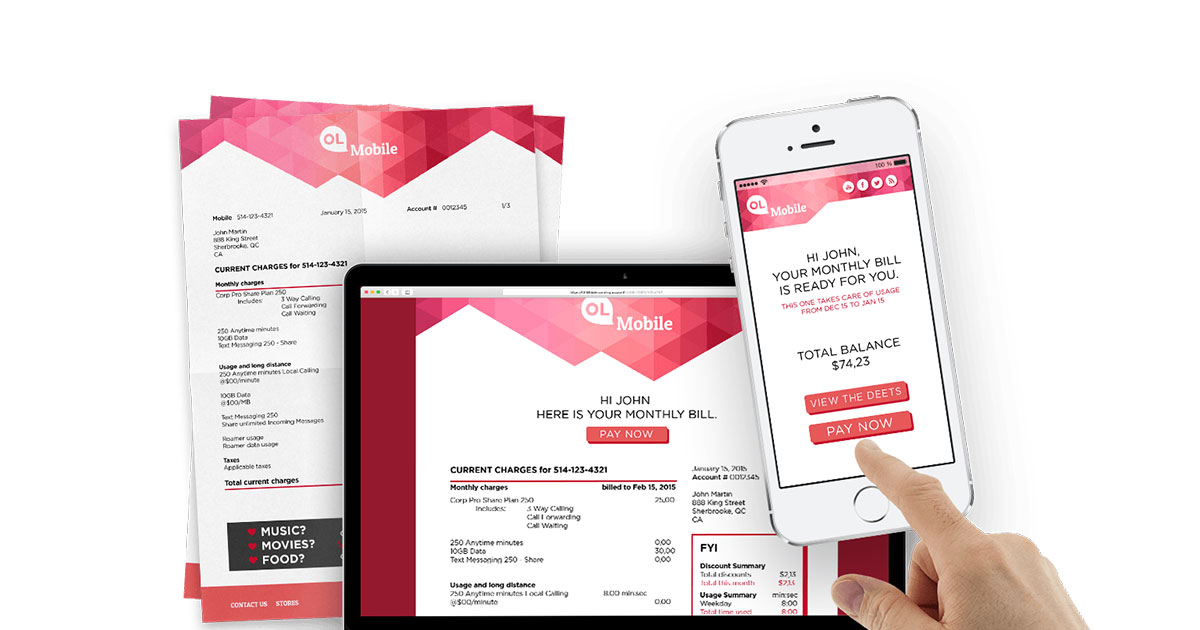 OL
Mobile
Mobile 514-123-4321
January 15, 2015
Account # 0012345
1/3
John Martin
888 King Street
Sherbrooke, QC
CA
CURRENT CHARGES for 514-123-4321
Monthly charges
Corp Pro Share Plan 250
Includes: 3 Way Calling
Call Forwarding
Call Waiting
250 Anytime minutes
10GB Data
Text Messaging 250 - Share
Usage and long distance
250 Anytime minutes Local Calling
@$00/minute
10GB Data
@$00/MB
Text Messaging 250
Share unlimited Incoming Messages
Roamer usage
Roamer data usage
Taxes
Applicable taxes
Total current charges
MUSIC?
MOVIES?
FOOD?
CONTACT US STORES
OL
Mobile
HI JOHN
HERE IS YOUR MONTHLY BILL.
PAY NOW
CURRENT CHARGES for 514-123-4321
Monthly charges billed to Feb 15, 2015
Corp Pro Share Plan 250 25,00
Includes: 3 Way Calling
Call Forwarding
Call Waiting
250 Anytime minutes 0,00
10GB Data 30,00
Text Messaging 250 - Share 0,00
Usage and long distance
250 Anytime minutes Local Calling 8:00 min:sec
@$00/minute 0.00
January 15, 2015
Account # 0012345
John Martin
888 King Street
Sherbrooke, QC
CA
FYI
Discount Summary
Total discounts $2,13
Total this month $2,13
Usage Summary min:sec
Weekday 8:00
Total time used 8:00
100 %
OL
Mobile
HI JOHN,
YOUR MONTHLY BILL
IS READY FOR YOU.
THIS ONE TAKES CARE OF USAGE
FROM DEC 15 TO JAN 15
TOTAL BALANCE
$74,23
VIEW THE DEETS
PAY NOW